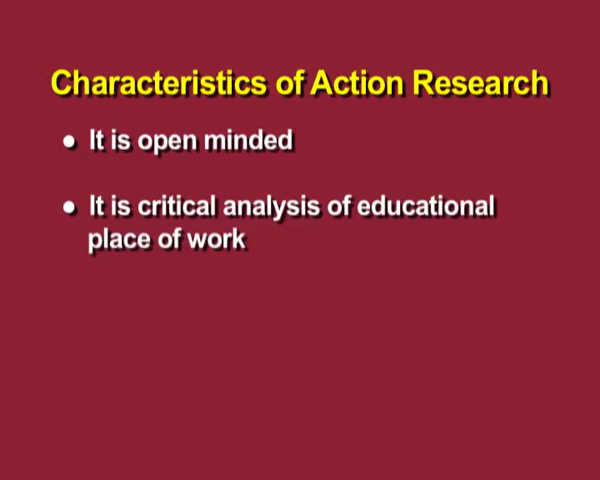 Characteristics of Action Research
● It is open minded
● It is critical analysis of educational
place of work